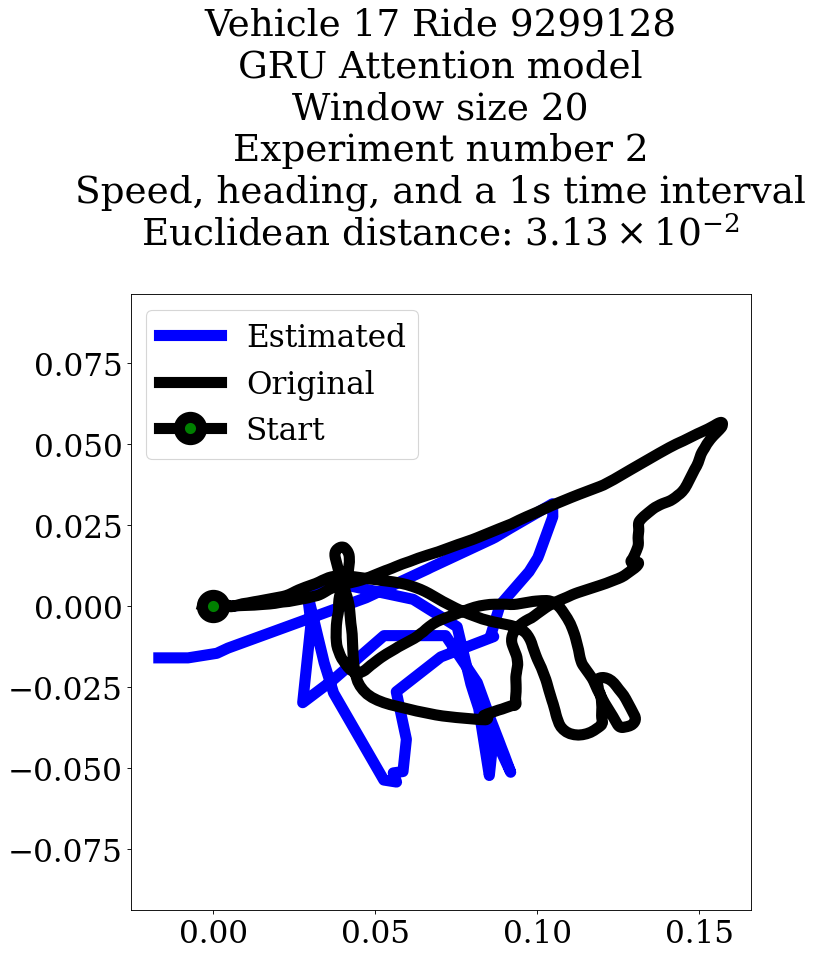 Vehicle 17 Ride 9299128
GRU Attention model
Window size 20
Experiment number 2
Speed, heading, and a 1s time interval
Euclidean distance: 3.13 × 10⁻²
Estimated
Original
Start
0.075
0.050
0.025
0.000
−0.025
−0.050
−0.075
0.00 0.05 0.10 0.15